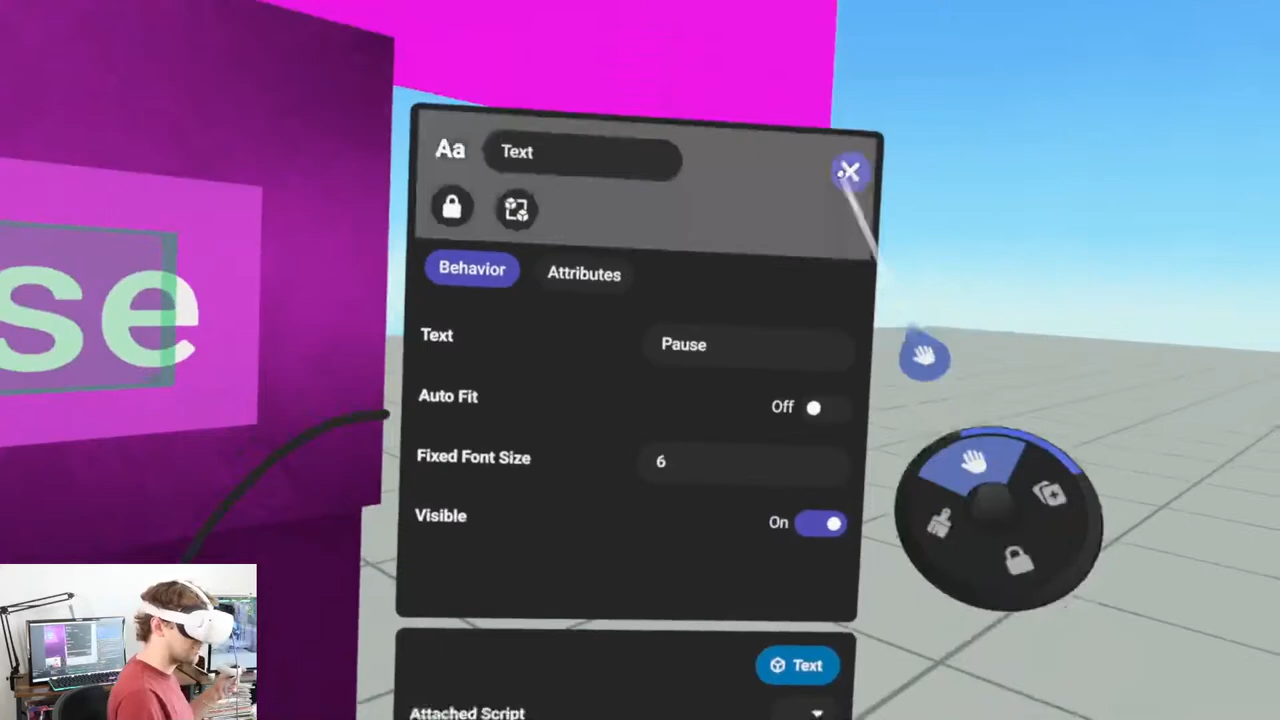 Aa Text
Behavior Attributes
se
Text Pause
Auto Fit Off
Fixed Font Size 6
Visible On
Text
Attached Script